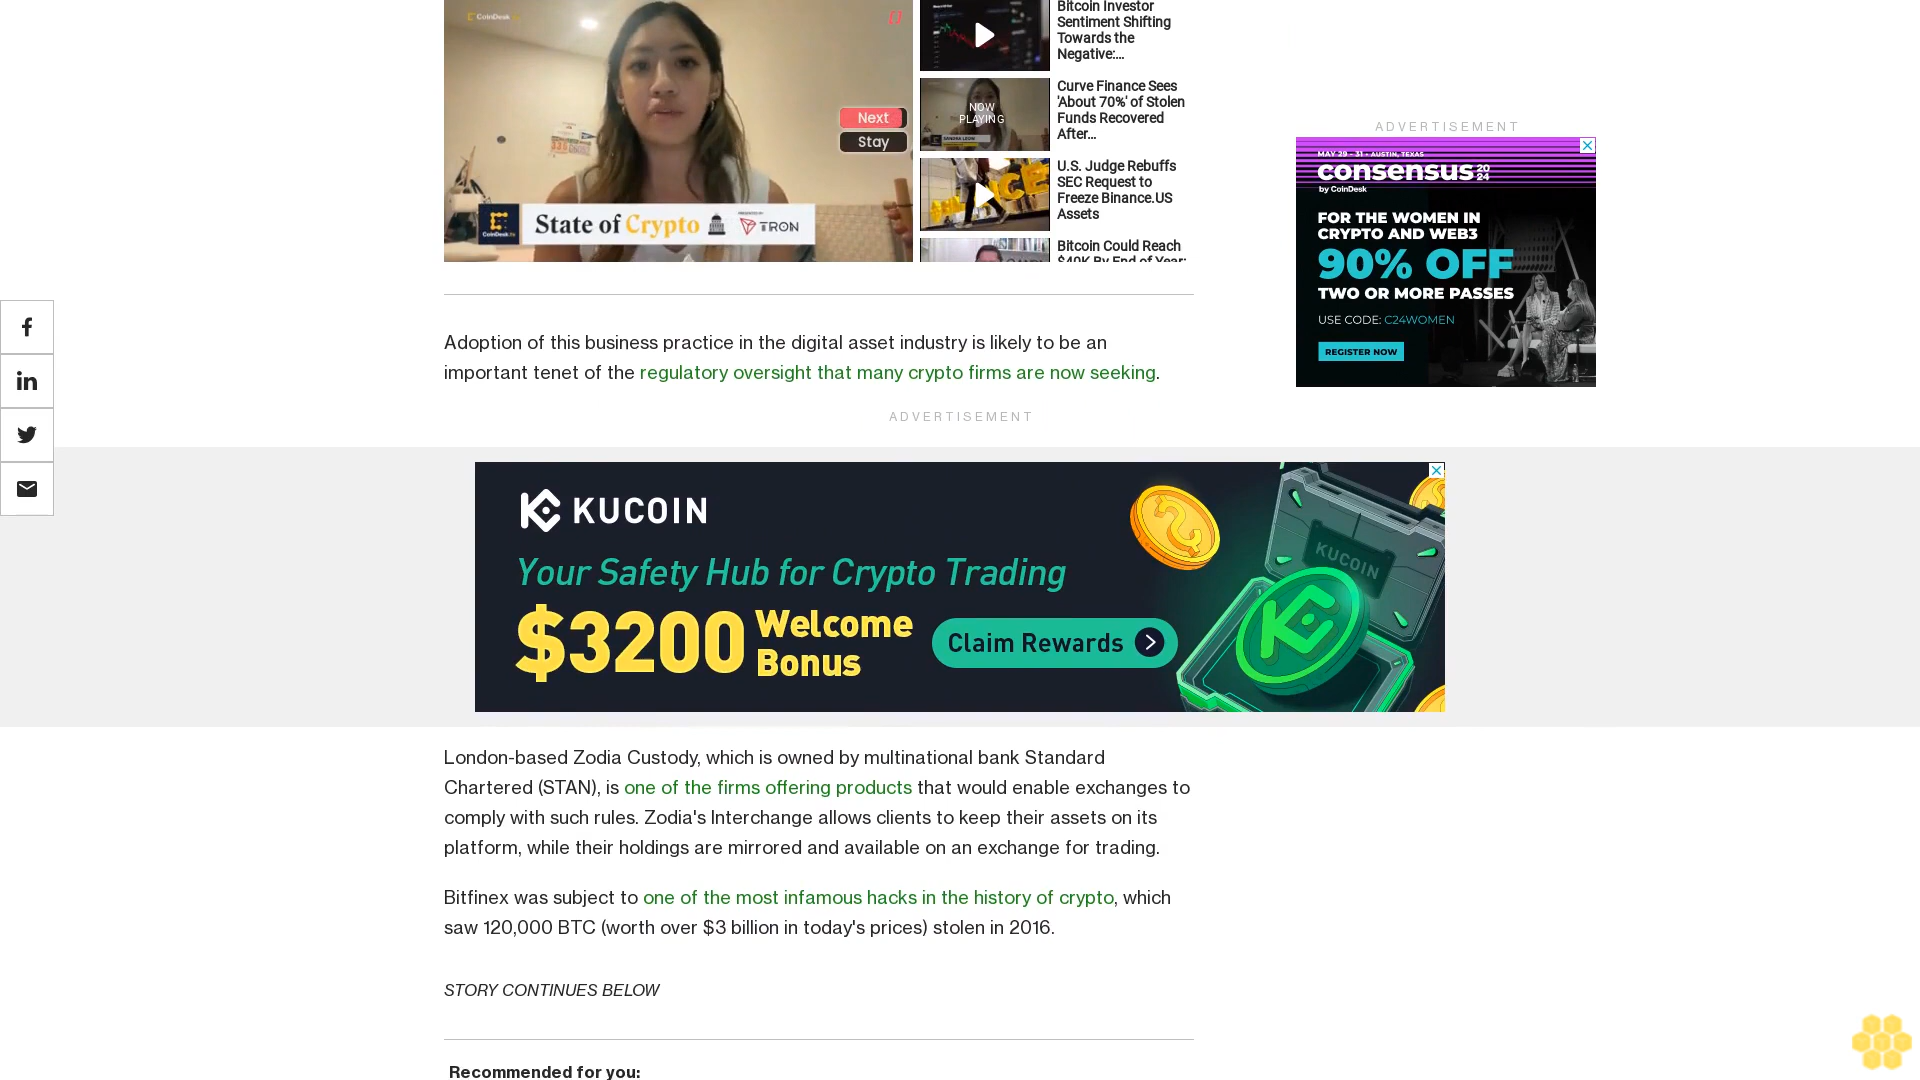 CoinDesk
Next
Stay
CoinDesk
State of Crypto
PRESENTED BY
TRON
Bitcoin Investor
Sentiment Shifting
Towards the
Negative:...
NOW
PLAYING
Curve Finance Sees
'About 70%' of Stolen
Funds Recovered
After...
U.S. Judge Rebuffs
SEC Request to
Freeze Binance.US
Assets
Bitcoin Could Reach
$40K By End of Year:
ADVERTISEMENT
MAY 29 - 31 • AUSTIN, TEXAS
consensus 2024
by CoinDesk
FOR THE WOMEN IN
CRYPTO AND WEB3
90% OFF
TWO OR MORE PASSES
USE CODE: C24WOMEN
REGISTER NOW
Adoption of this business practice in the digital asset industry is likely to be an
important tenet of the regulatory oversight that many crypto firms are now seeking.
ADVERTISEMENT
KUCOIN
Your Safety Hub for Crypto Trading
$3200 Welcome
Bonus
Claim Rewards
KUCOIN
London-based Zodia Custody, which is owned by multinational bank Standard
Chartered (STAN), is one of the firms offering products that would enable exchanges to
comply with such rules. Zodia's Interchange allows clients to keep their assets on its
platform, while their holdings are mirrored and available on an exchange for trading.
Bitfinex was subject to one of the most infamous hacks in the history of crypto, which
saw 120,000 BTC (worth over $3 billion in today's prices) stolen in 2016.
STORY CONTINUES BELOW
Recommended for you: